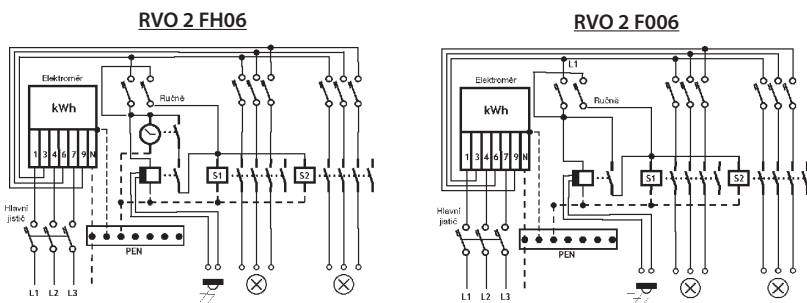 RVO 2 FH06
Elektroměr
kWh
Ručně
1 3 4 6 7 9 N
S1
S2
Hlavní
jistič
PEN
L1 L2 L3
RVO 2 F006
L1
Elektroměr
kWh
Ručně
1 3 4 6 7 9 N
S1
S2
Hlavní
jistič
PEN
L1 L2 L3